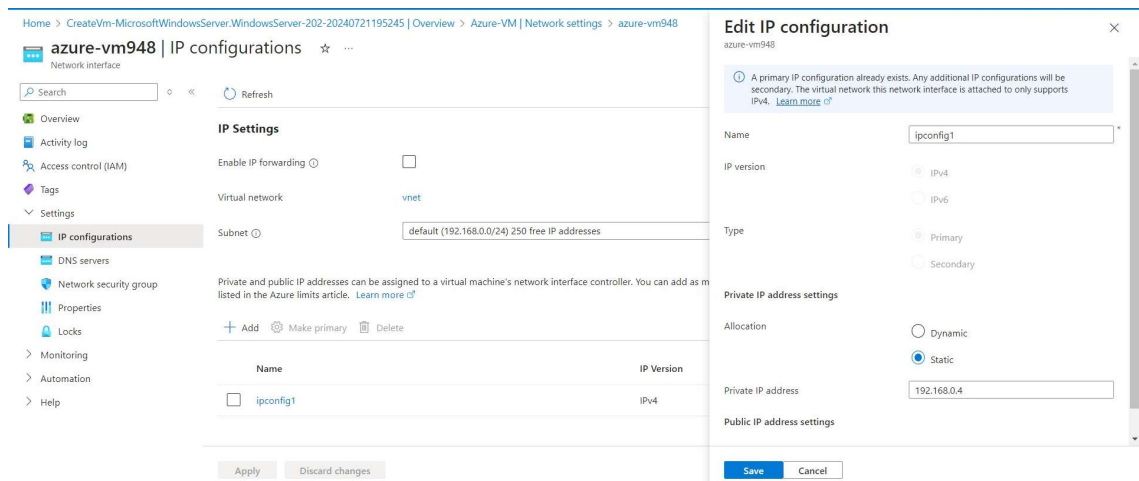 Home > CreateVm-MicrosoftWindowsServer.WindowsServer-202-20240721195245 | Overview > Azure-VM | Network settings > azure-vm948
azure-vm948 | IP configurations
Network interface
Search
Overview
Activity log
Access control (IAM)
Tags
Settings
IP configurations
DNS servers
Network security group
Properties
Locks
Monitoring
Automation
Help
Refresh
IP Settings
Enable IP forwarding
Virtual network vnet
Subnet default (192.168.0.0/24) 250 free IP addresses
Private and public IP addresses can be assigned to a virtual machine's network interface controller. You can add as m
listed in the Azure limits article. Learn more
Add Make primary Delete
Name IP Version
ipconfig1 IPv4
Apply Discard changes
Edit IP configuration
azure-vm948
A primary IP configuration already exists. Any additional IP configurations will be
secondary. The virtual network this network interface is attached to only supports
IPv4. Learn more
Name ipconfig1 *
IP version IPv4
IPv6
Type Primary
Secondary
Private IP address settings
Allocation Dynamic
Static
Private IP address 192.168.0.4
Public IP address settings
Save Cancel